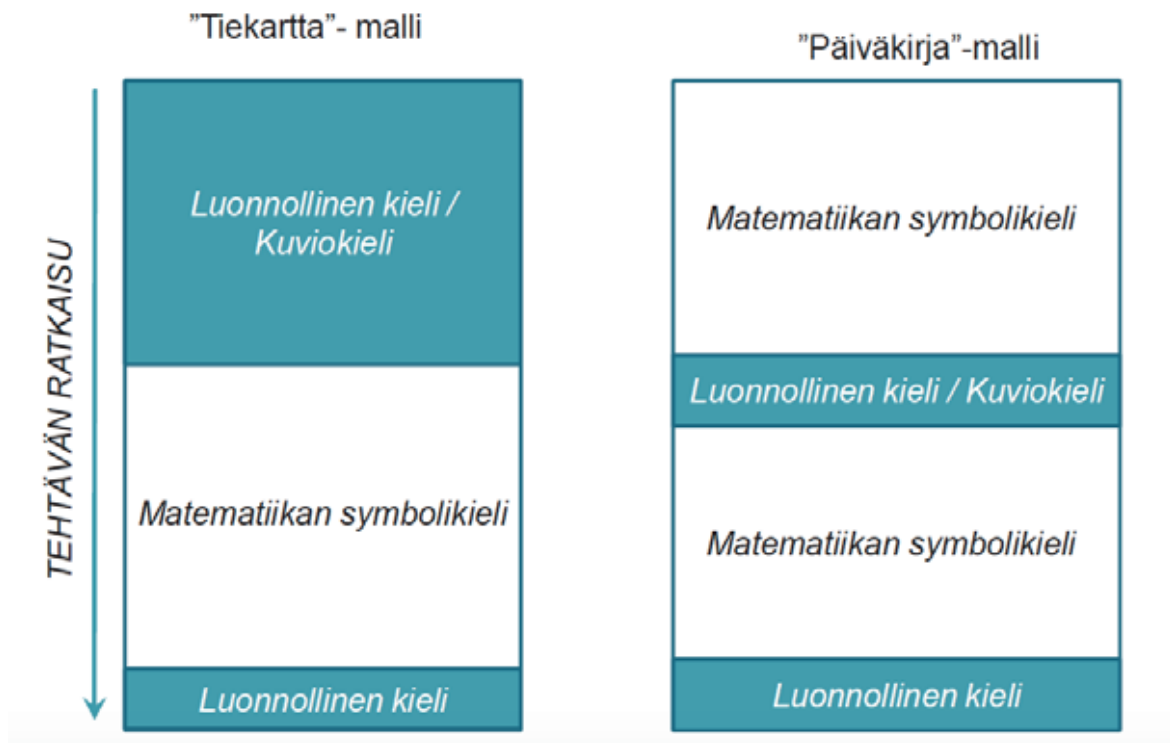 ”Tiekartta”- malli
TEHTÄVÄN RATKAISU
Luonnollinen kieli /
Kuviokieli
Matematiikan symbolikieli
Luonnollinen kieli
”Päiväkirja”-malli
Matematiikan symbolikieli
Luonnollinen kieli / Kuviokieli
Matematiikan symbolikieli
Luonnollinen kieli